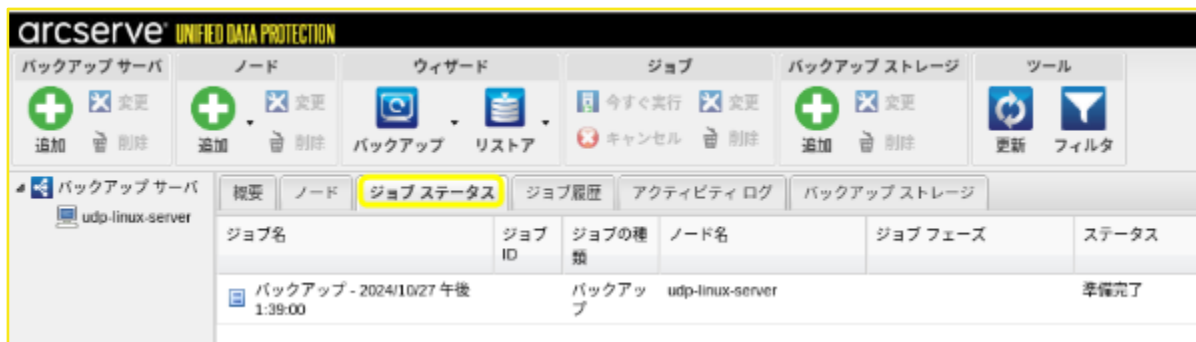 arcserve® UNIFIED DATA PROTECTION
バックアップ サーバ ノード ウィザード ジョブ バックアップ ストレージ ツール
変更 変更 今すぐ実行 変更 変更
追加 削除 追加 削除 バックアップ リストア キャンセル 削除 追加 削除 更新 フィルタ
バックアップ サーバ 概要 ノード ジョブ ステータス ジョブ履歴 アクティビティ ログ バックアップ ストレージ
udp-linux-server
ジョブ名 ジョブ ジョブの種 ノード名 ジョブ フェーズ ステータス
ID 類
バックアップ - 2024/10/27 午後 バックアッ udp-linux-server 準備完了
1:39:00 プ